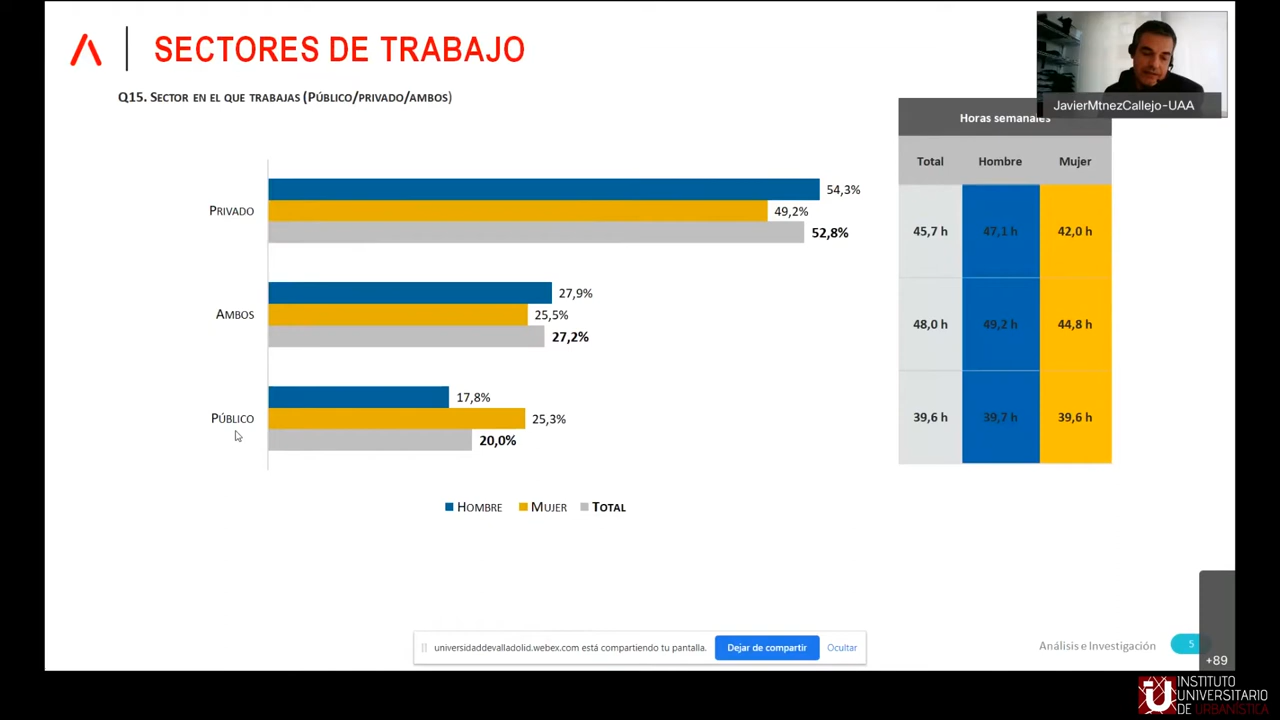 SECTORES DE TRABAJO
Q15. SECTOR EN EL QUE TRABAJAS (PÚBLICO/PRIVADO/AMBOS)
JavierMtnezCallejo-UAA
Horas semanales
Total Hombre Mujer
PRIVADO
54,3%
49,2%
52,8%
45,7 h 47,1 h 42,0 h
AMBOS
27,9%
25,5%
27,2%
48,0 h 49,2 h 44,8 h
PÚBLICO
17,8%
25,3%
20,0%
39,6 h 39,7 h 39,6 h
HOMBRE MUJER TOTAL
universidaddevalladolid.webex.com está compartiendo tu pantalla. Dejar de compartir Ocultar
Análisis e Investigación 5
+89
INSTITUTO
UNIVERSITARIO
DE URBANÍSTICA